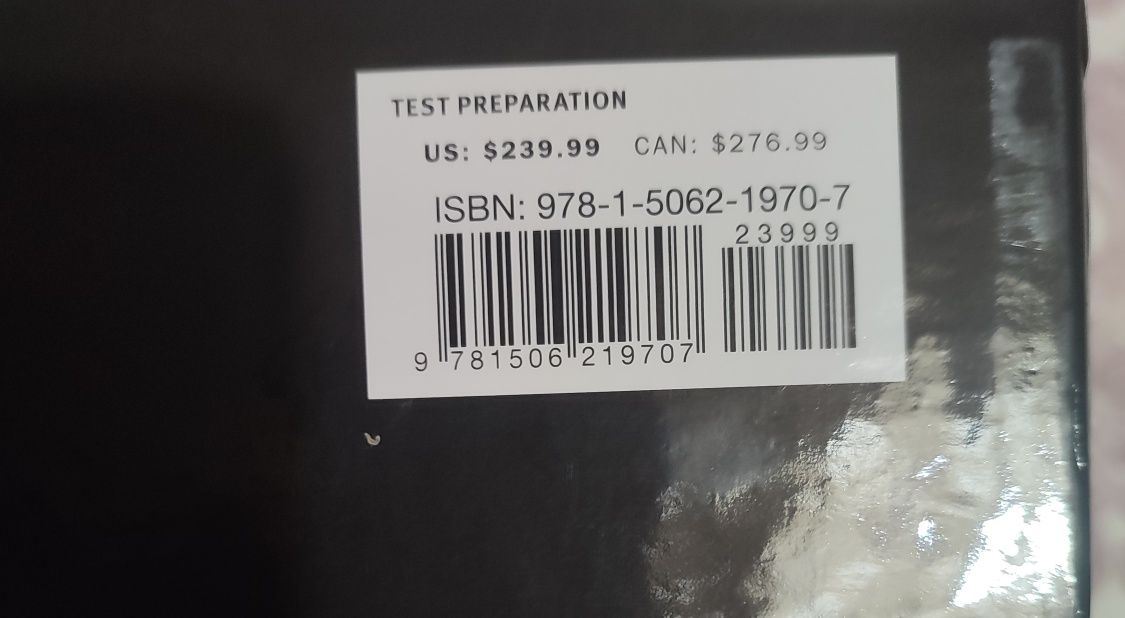 TEST PREPARATION
US: $239.99 CAN: $276.99
ISBN: 978-1-5062-1970-7
23999
9 781506 219707